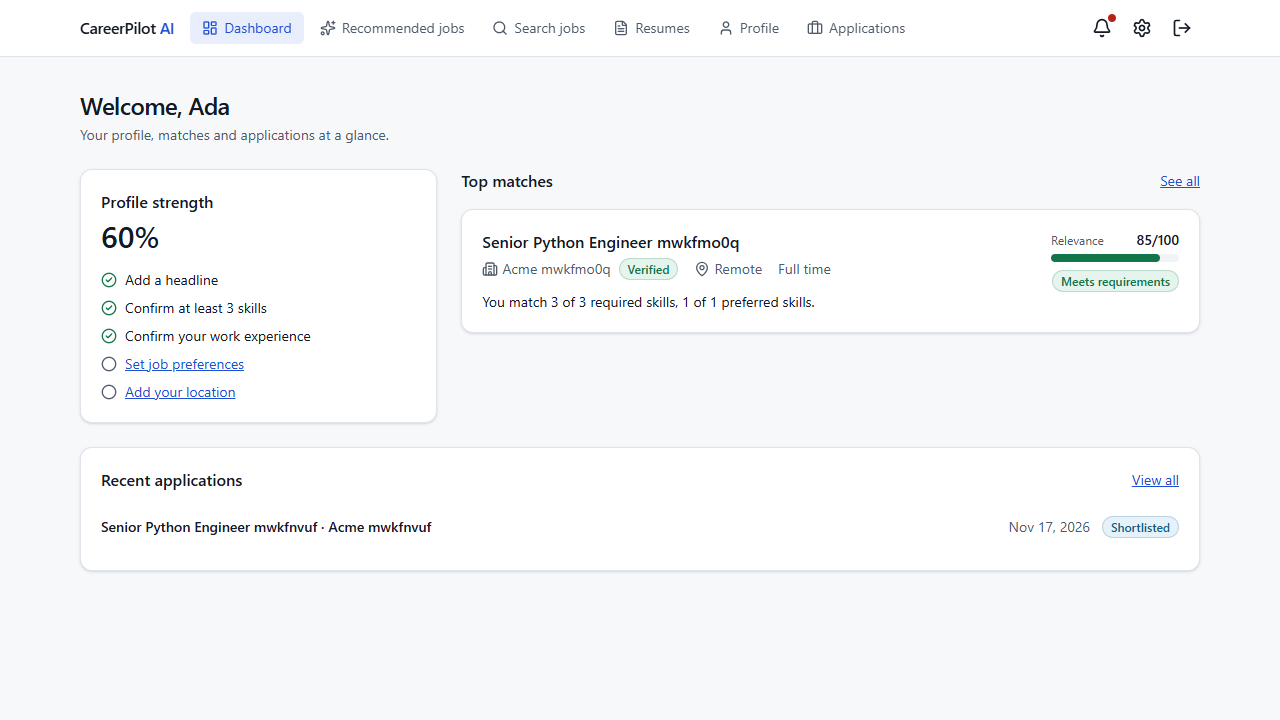 CareerPilot AI Dashboard Recommended jobs Search jobs Resumes Profile Applications
Welcome, Ada
Your profile, matches and applications at a glance.
Profile strength
60%
Add a headline
Confirm at least 3 skills
Confirm your work experience
Set job preferences
Add your location
Top matches See all
Senior Python Engineer mwkfmo0q
Acme mwkfmo0q Verified Remote Full time
You match 3 of 3 required skills, 1 of 1 preferred skills.
Relevance 85/100
Meets requirements
Recent applications View all
Senior Python Engineer mwkfnvuf · Acme mwkfnvuf Nov 17, 2026 Shortlisted